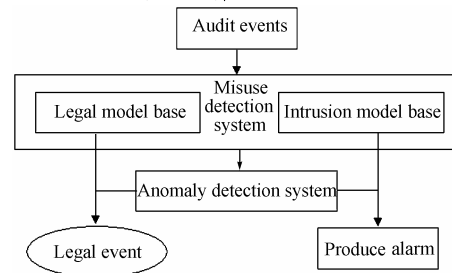 Audit events
Misuse
detection
system
Legal model base
Intrusion model base
Anomaly detection system
Legal event
Produce alarm